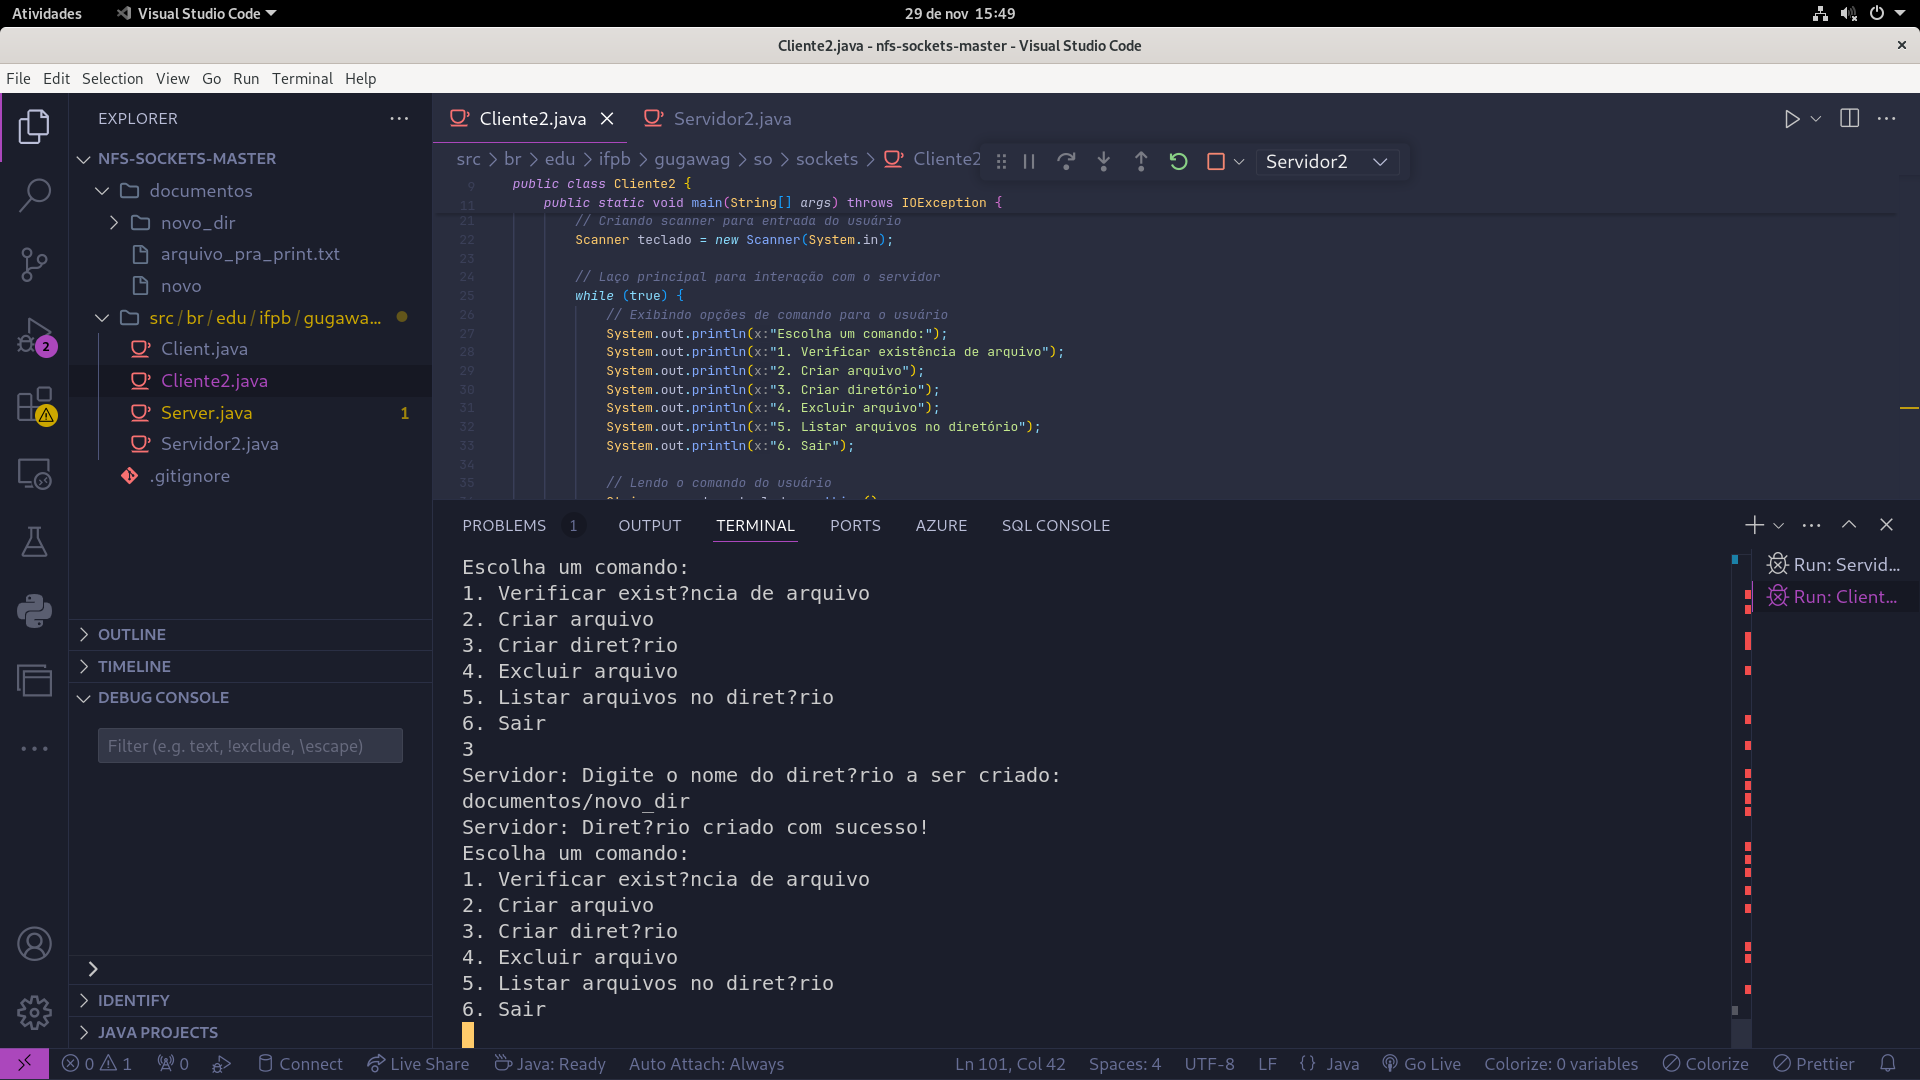 Atividades
Visual Studio Code
29 de nov 15:49
Cliente2.java - nfs-sockets-master - Visual Studio Code
File Edit Selection View Go Run Terminal Help
EXPLORER
NFS-SOCKETS-MASTER
documentos
novo_dir
arquivo_pra_print.txt
novo
src/br/edu/ifpb/gugawa...
Client.java
Cliente2.java
Server.java 1
Servidor2.java
.gitignore
2
OUTLINE
TIMELINE
DEBUG CONSOLE
Filter (e.g. text, !exclude, \escape)
IDENTIFY
JAVA PROJECTS
Cliente2.java
Servidor2.java
src > br > edu > ifpb > gugawag > so > sockets > Cliente2
Servidor2
9 public class Cliente2 {
11 public static void main(String[] args) throws IOException {
21 // Criando scanner para entrada do usuário
22 Scanner teclado = new Scanner(System.in);
23
24 // Laço principal para interação com o servidor
25 while (true) {
26 // Exibindo opções de comando para o usuário
27 System.out.println(x:"Escolha um comando:");
28 System.out.println(x:"1. Verificar existência de arquivo");
29 System.out.println(x:"2. Criar arquivo");
30 System.out.println(x:"3. Criar diretório");
31 System.out.println(x:"4. Excluir arquivo");
32 System.out.println(x:"5. Listar arquivos no diretório");
33 System.out.println(x:"6. Sair");
34
35 // Lendo o comando do usuário
PROBLEMS 1 OUTPUT TERMINAL PORTS AZURE SQL CONSOLE
Escolha um comando:
1. Verificar exist?ncia de arquivo
2. Criar arquivo
3. Criar diret?rio
4. Excluir arquivo
5. Listar arquivos no diret?rio
6. Sair
3
Servidor: Digite o nome do diret?rio a ser criado:
documentos/novo_dir
Servidor: Diret?rio criado com sucesso!
Escolha um comando:
1. Verificar exist?ncia de arquivo
2. Criar arquivo
3. Criar diret?rio
4. Excluir arquivo
5. Listar arquivos no diret?rio
6. Sair
Run: Servid...
Run: Client...
0 1 0 Connect Live Share Java: Ready Auto Attach: Always Ln 101, Col 42 Spaces: 4 UTF-8 LF {} Java Go Live Colorize: 0 variables Colorize Prettier